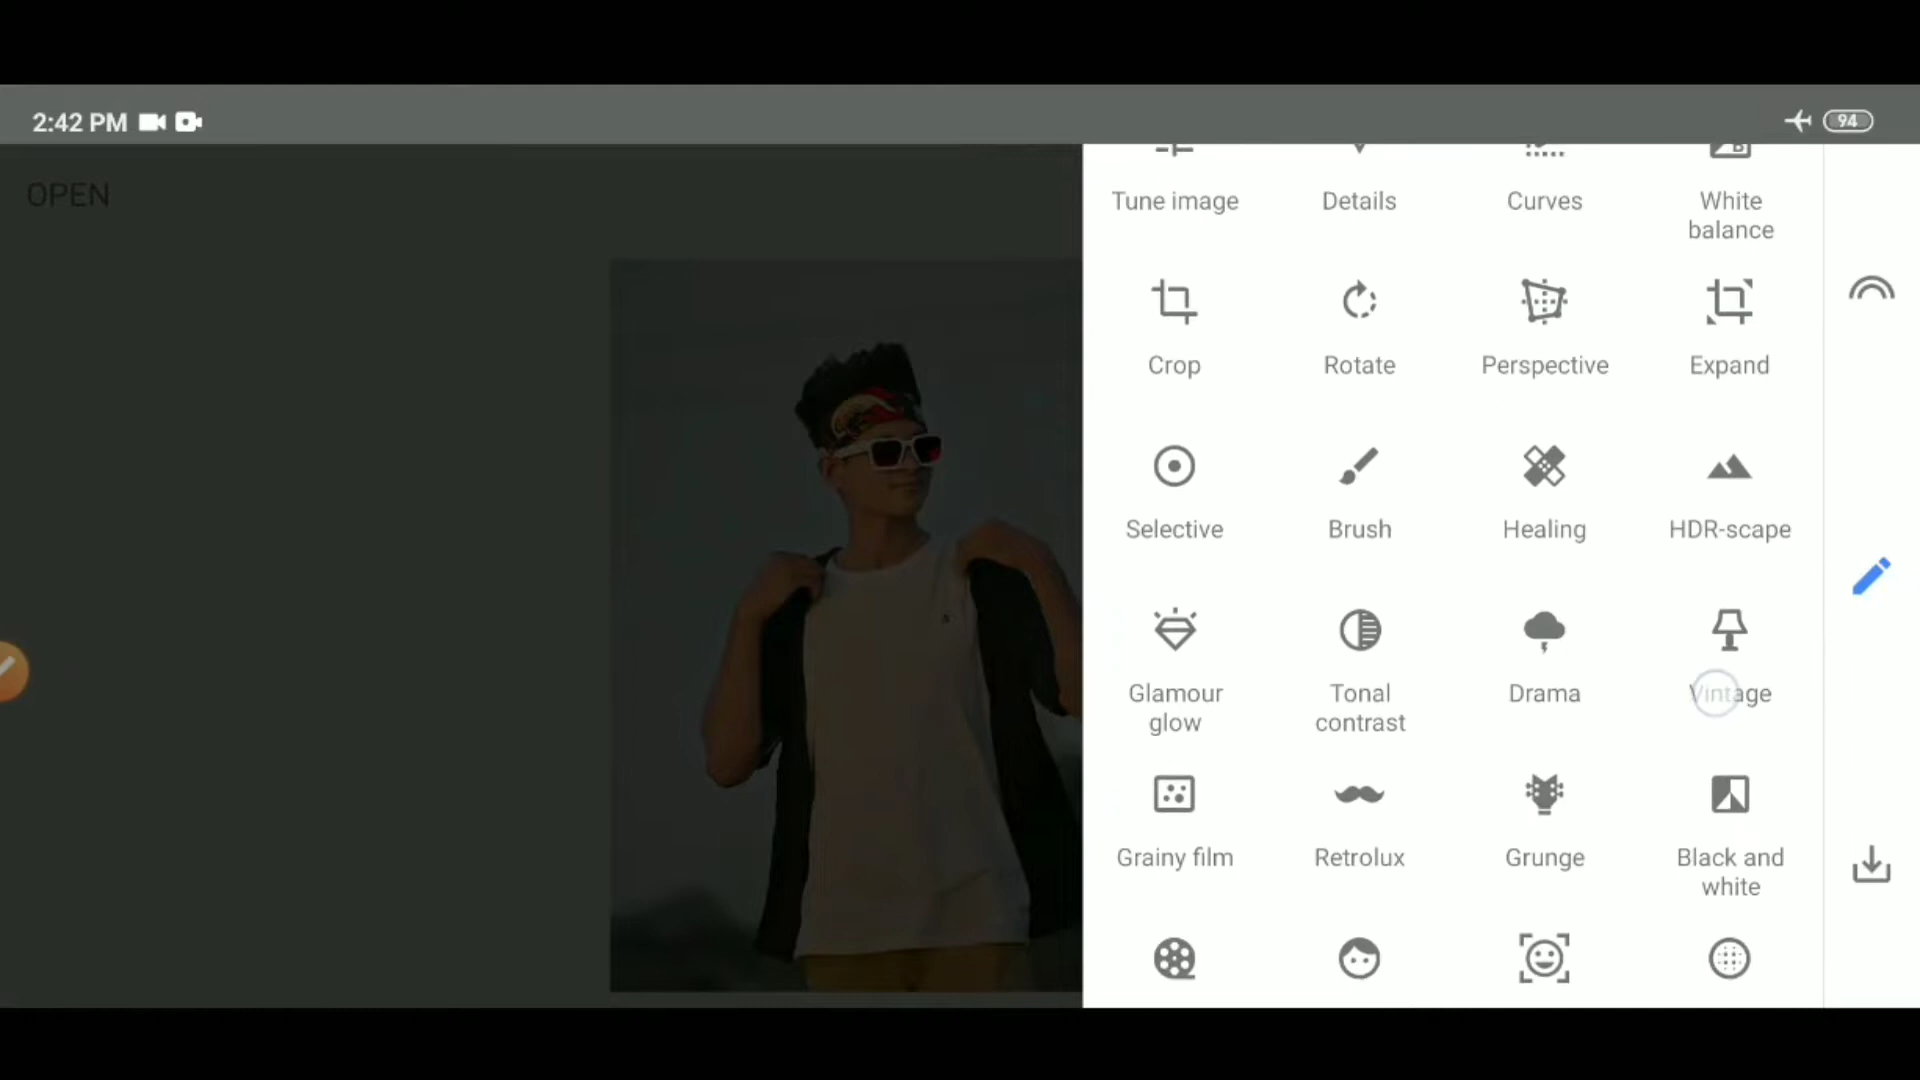 2:42 PM
94
OPEN
Tune image
Details
Curves
White
balance
Crop
Rotate
Perspective
Expand
Selective
Brush
Healing
HDR-scape
Glamour
glow
Tonal
contrast
Drama
Vintage
Grainy film
Retrolux
Grunge
Black and
white